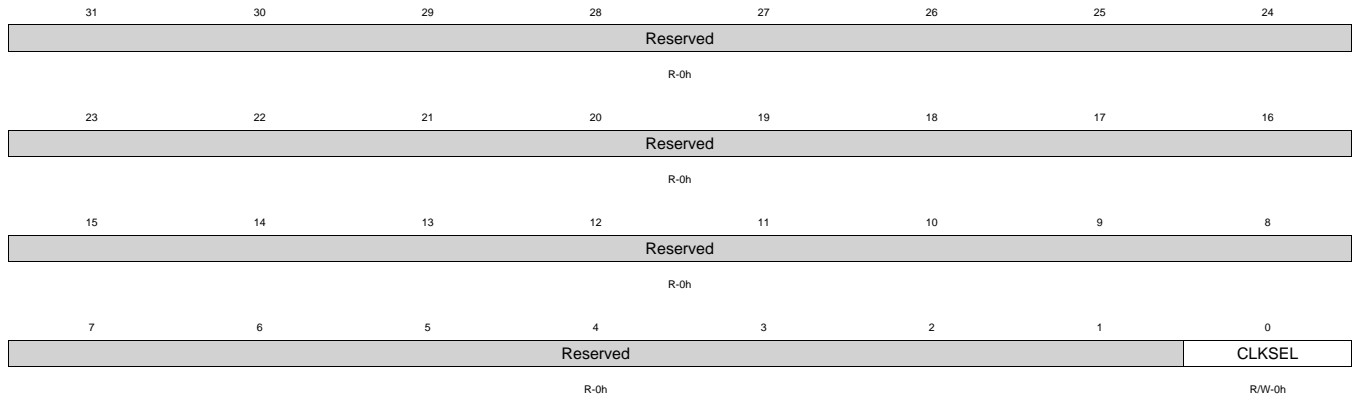 31 30 29 28 27 26 25 24
Reserved
R-0h
23 22 21 20 19 18 17 16
Reserved
R-0h
15 14 13 12 11 10 9 8
Reserved
R-0h
7 6 5 4 3 2 1 0
Reserved CLKSEL
R-0h R/W-0h